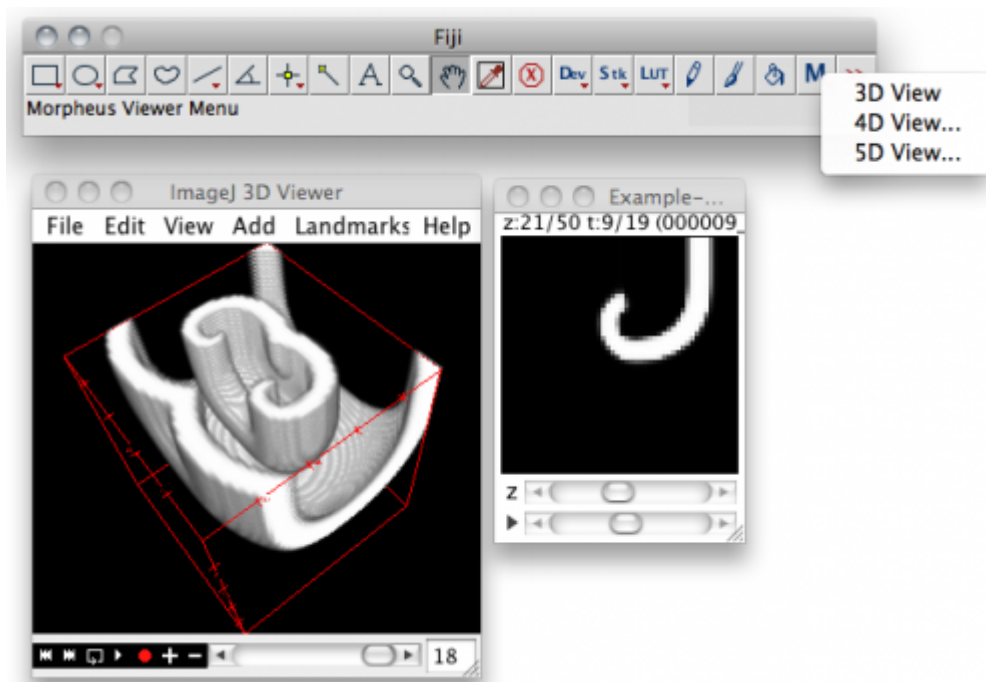 Fiji
A Dev Stk LUT M >>
Morpheus Viewer Menu
3D View
4D View...
5D View...
ImageJ 3D Viewer
File Edit View Add Landmarks Help
18
Example-...
z:21/50 t:9/19 (000009_
z